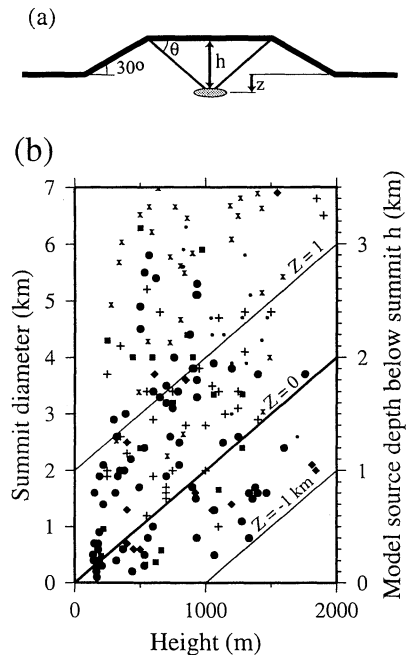 (a)
θ
h
30º
z
(b)
7
6
5
4
3
2
1
0
Summit diameter (km)
3
2
1
0
Model source depth below summit h (km)
Z = 1
Z = 0
Z = -1 km
0
1000
2000
Height (m)